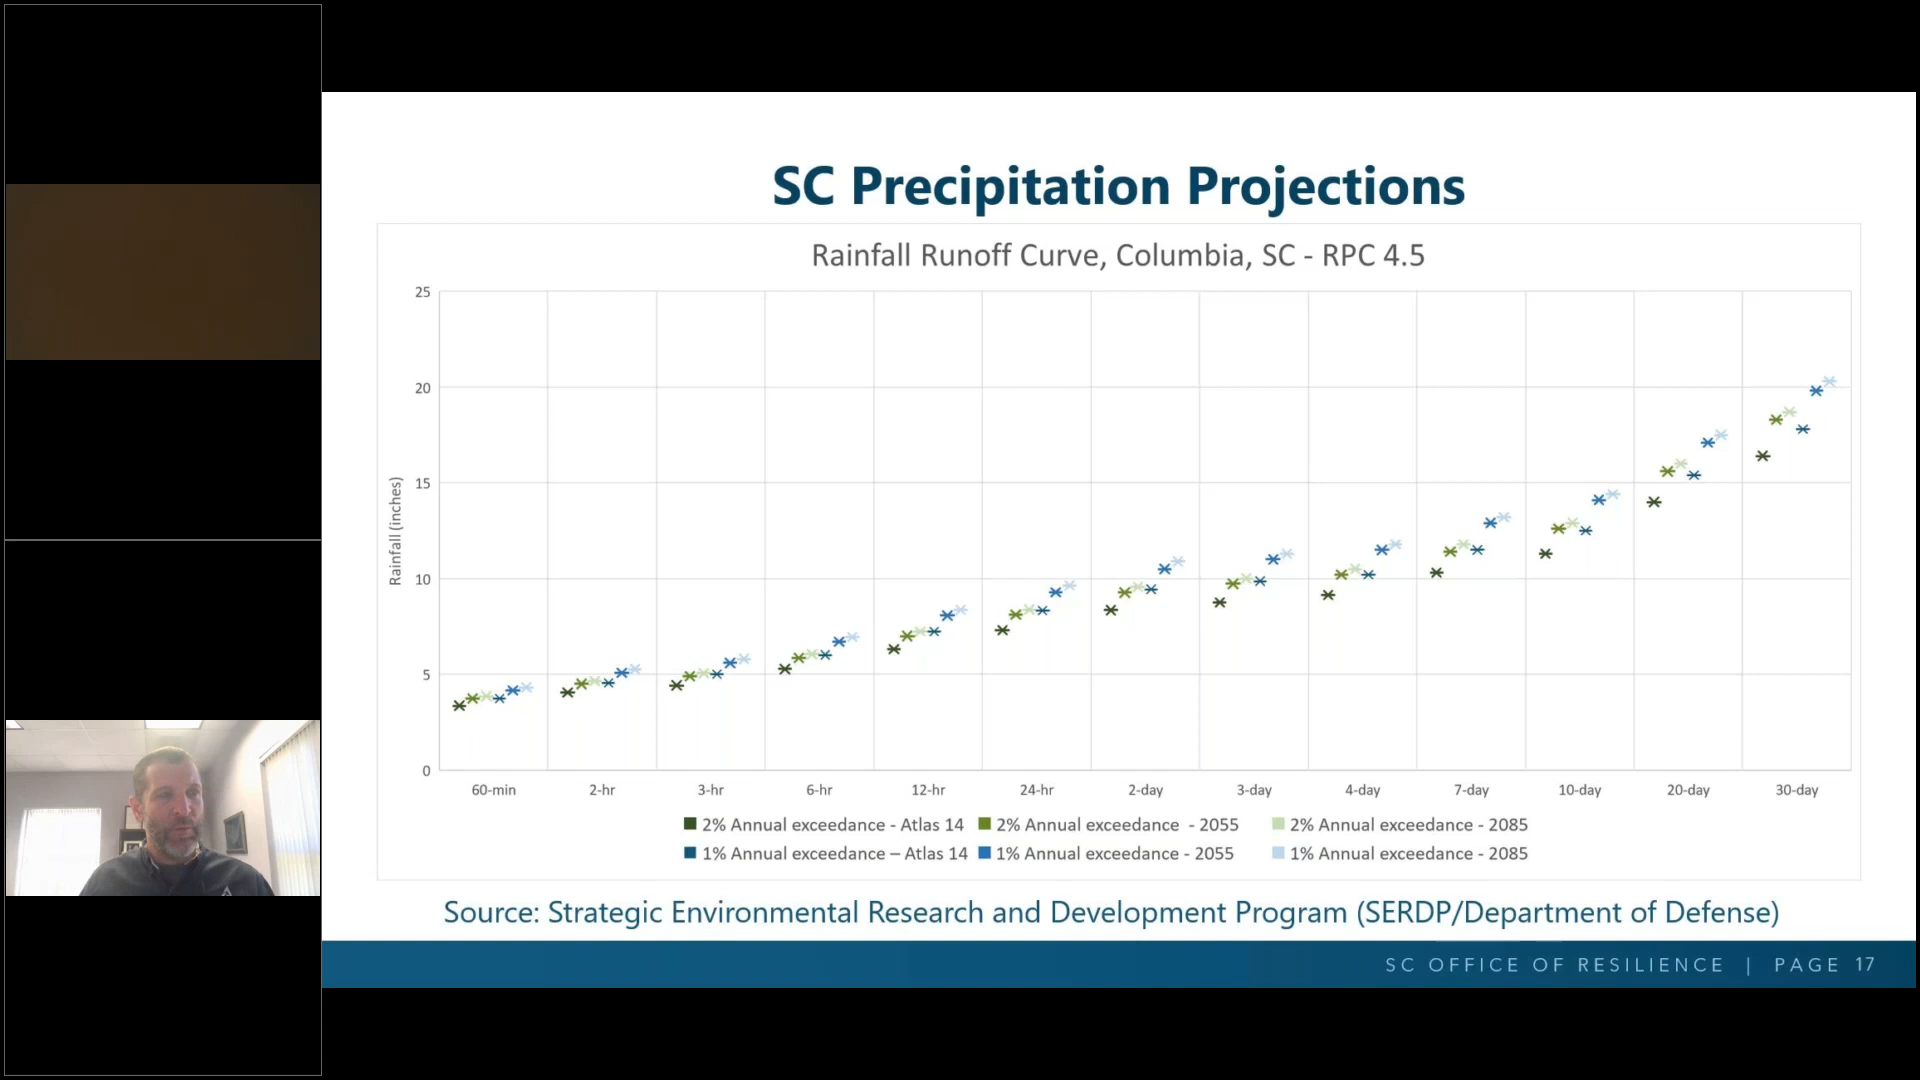 SC Precipitation Projections
Rainfall Runoff Curve, Columbia, SC - RPC 4.5
25
20
15
10
5
0
Rainfall (inches)
60-min 2-hr 3-hr 6-hr 12-hr 24-hr 2-day 3-day 4-day 7-day 10-day 20-day 30-day
2% Annual exceedance - Atlas 14 2% Annual exceedance - 2055 2% Annual exceedance - 2085
1% Annual exceedance – Atlas 14 1% Annual exceedance - 2055 1% Annual exceedance - 2085
Source: Strategic Environmental Research and Development Program (SERDP/Department of Defense)
SC OFFICE OF RESILIENCE | PAGE 17